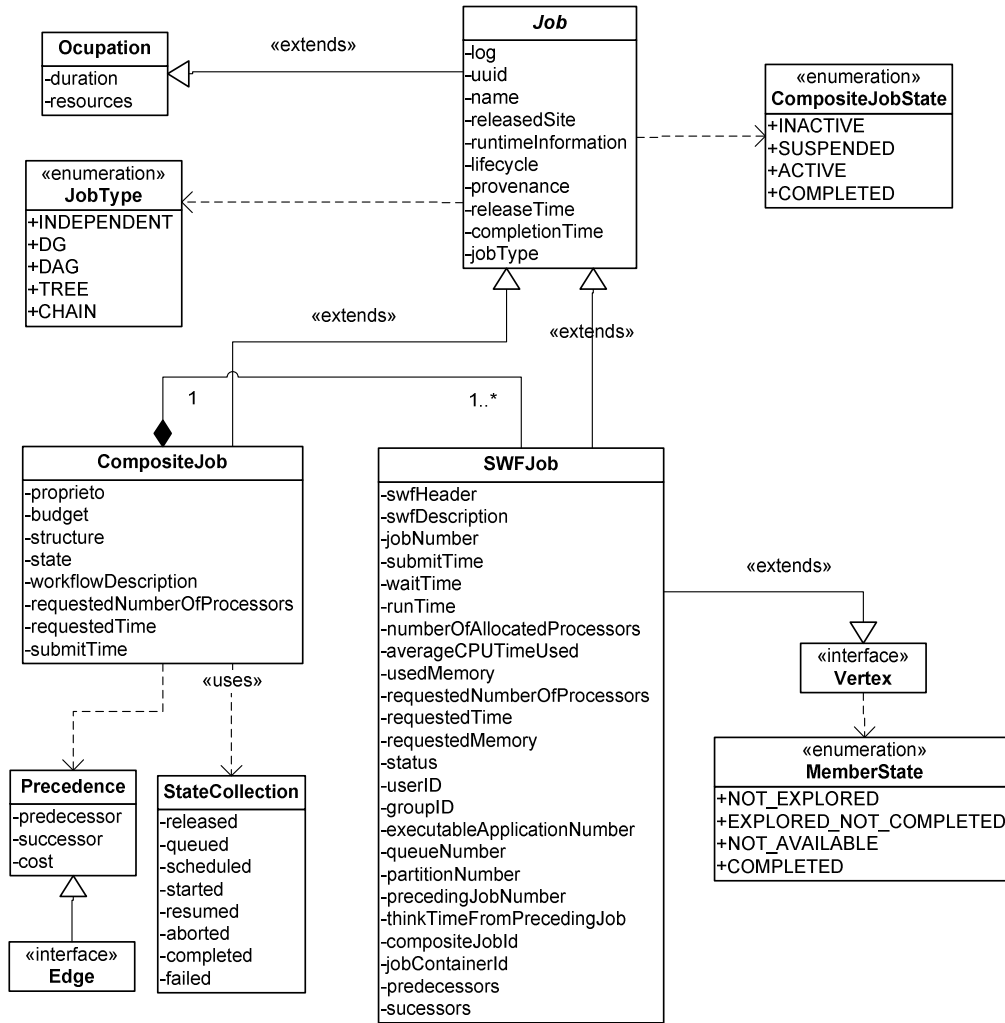 Job
-log
-uuid
-name
-releasedSite
-runtimeInformation
-lifecycle
-provenance
-releaseTime
-completionTime
-jobType
«extends»
Ocupation
-duration
-resources
«enumeration»
CompositeJobState
+INACTIVE
+SUSPENDED
+ACTIVE
+COMPLETED
«enumeration»
JobType
+INDEPENDENT
+DG
+DAG
+TREE
+CHAIN
«extends»
«extends»
1
1..*
CompositeJob
-proprieto
-budget
-structure
-state
-workflowDescription
-requestedNumberOfProcessors
-requestedTime
-submitTime
SWFJob
-swfHeader
-swfDescription
-jobNumber
-submitTime
-waitTime
-runTime
-numberOfAllocatedProcessors
-averageCPUTimeUsed
-usedMemory
-requestedNumberOfProcessors
-requestedTime
-requestedMemory
-status
-userID
-groupID
-executableApplicationNumber
-queueNumber
-partitionNumber
-precedingJobNumber
-thinkTimeFromPrecedingJob
-compositeJobId
-jobContainerId
-predecessors
-sucessors
«extends»
«interface»
Vertex
«enumeration»
MemberState
+NOT_EXPLORED
+EXPLORED_NOT_COMPLETED
+NOT_AVAILABLE
+COMPLETED
«uses»
Precedence
-predecessor
-successor
-cost
StateCollection
-released
-queued
-scheduled
-started
-resumed
-aborted
-completed
-failed
«interface»
Edge